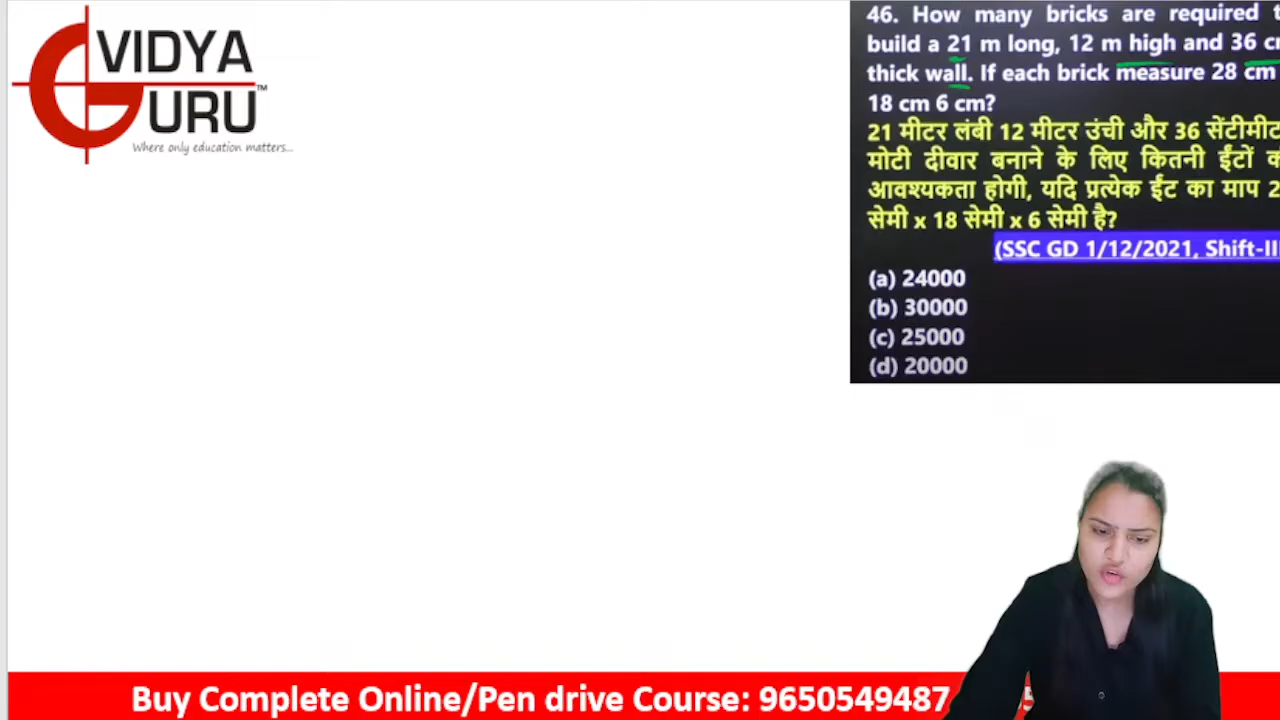 VIDYA
GURU™
Where only education matters...
46. How many bricks are required
build a 21 m long, 12 m high and 36
thick wall. If each brick measure 28 cm
18 cm 6 cm?
21 मीटर लंबी 12 मीटर उंची और 36
मोटी दीवार बनाने के लिए कितनी ईंटों
आवश्यकता होगी, यदि प्रत्येक ईंट का माप
सेमी x 18 सेमी x 6 सेमी है?
(SSC GD 1/12/2021, Shift-III
(a) 24000
(b) 30000
(c) 25000
(d) 20000
Buy Complete Online/Pen drive Course: 9650549487